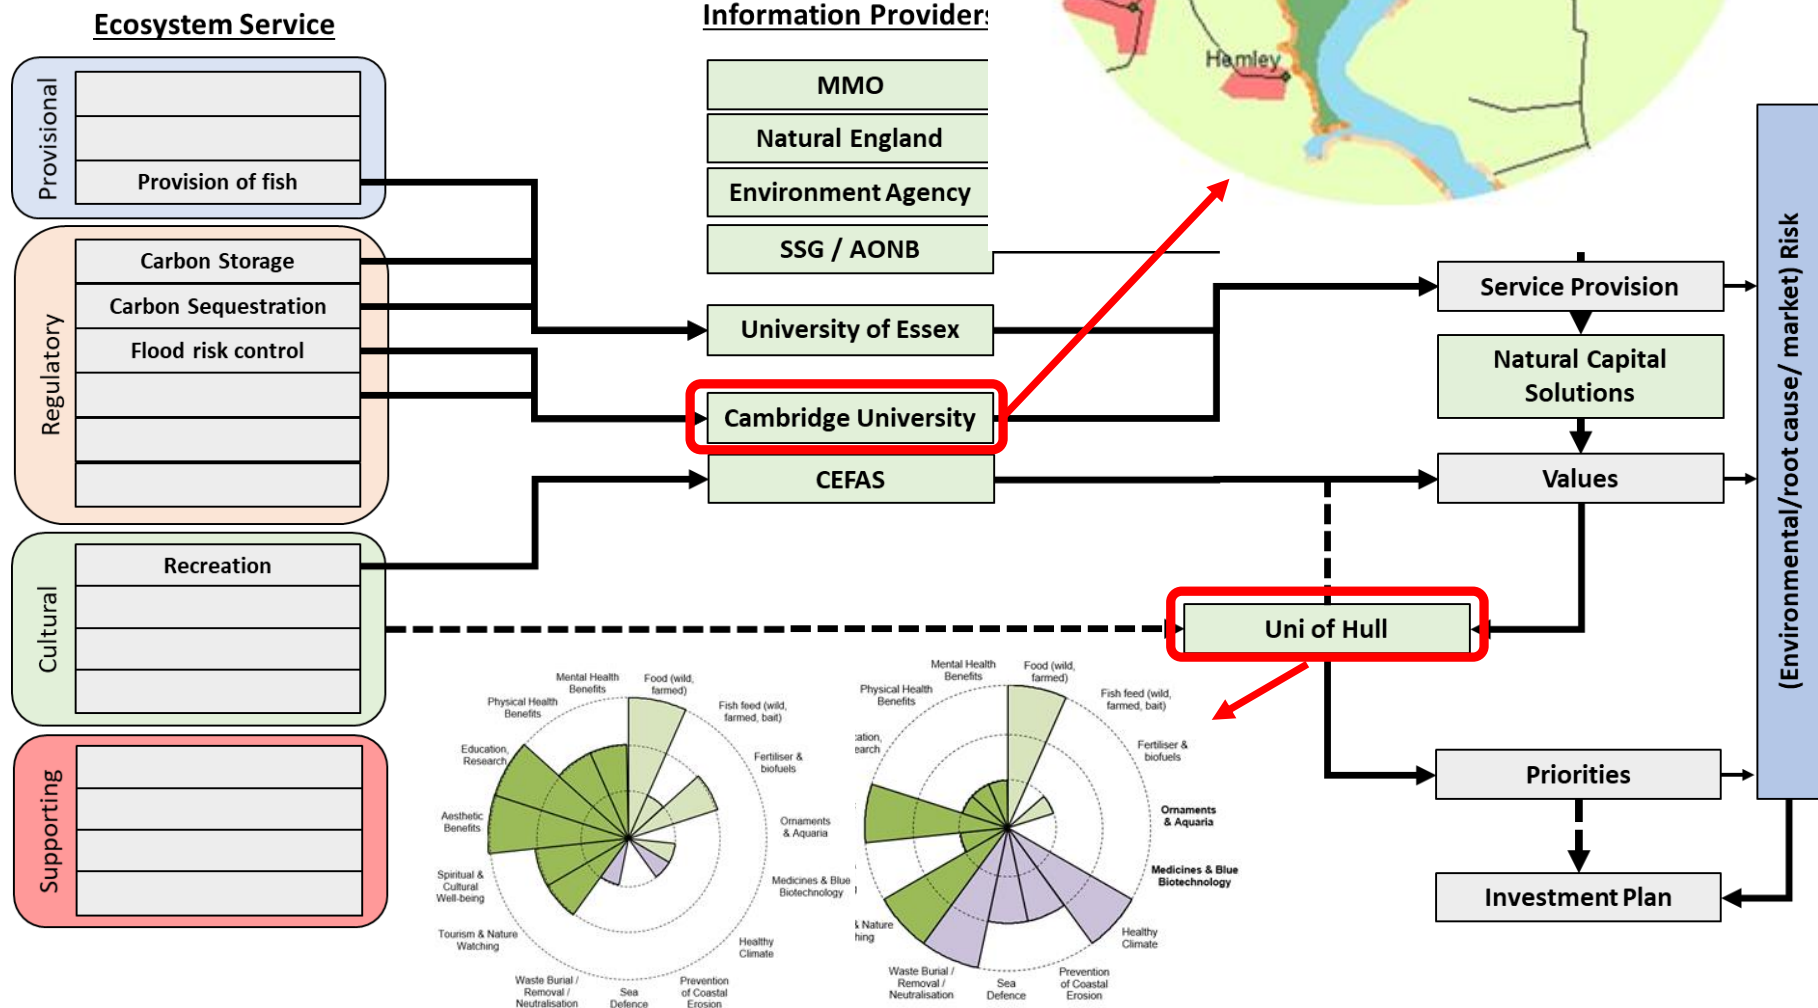 Ecosystem Service
Information Providers
Provisional
Provision of fish
Regulatory
Carbon Storage
Carbon Sequestration
Flood risk control
Cultural
Recreation
Supporting
MMO
Natural England
Environment Agency
SSG / AONB
University of Essex
Cambridge University
CEFAS
Hemley
Service Provision
Natural Capital
Solutions
Values
Uni of Hull
Priorities
Investment Plan
(Environmental/root cause/ market) Risk
Mental Health
Benefits
Food (wild,
farmed)
Fish feed (wild,
farmed, bait)
Fertiliser &
biofuels
Ornaments
& Aquaria
Medicines & Blue
Biotechnology
Healthy
Climate
Prevention
of Coastal
Erosion
Sea
Defence
Waste Burial /
Removal /
Neutralisation
Tourism & Nature
Watching
Spiritual &
Cultural
Well-being
Aesthetic
Benefits
Education,
Research
Physical Health
Benefits
Mental Health
Benefits
Food (wild,
farmed)
Fish feed (wild,
farmed, bait)
Fertiliser &
biofuels
Ornaments
& Aquaria
Medicines & Blue
Biotechnology
Healthy
Climate
Prevention
of Coastal
Erosion
Sea
Defence
Waste Burial /
Removal /
Neutralisation
& Nature
hing
cation,
earch
Physical Health
Benefits